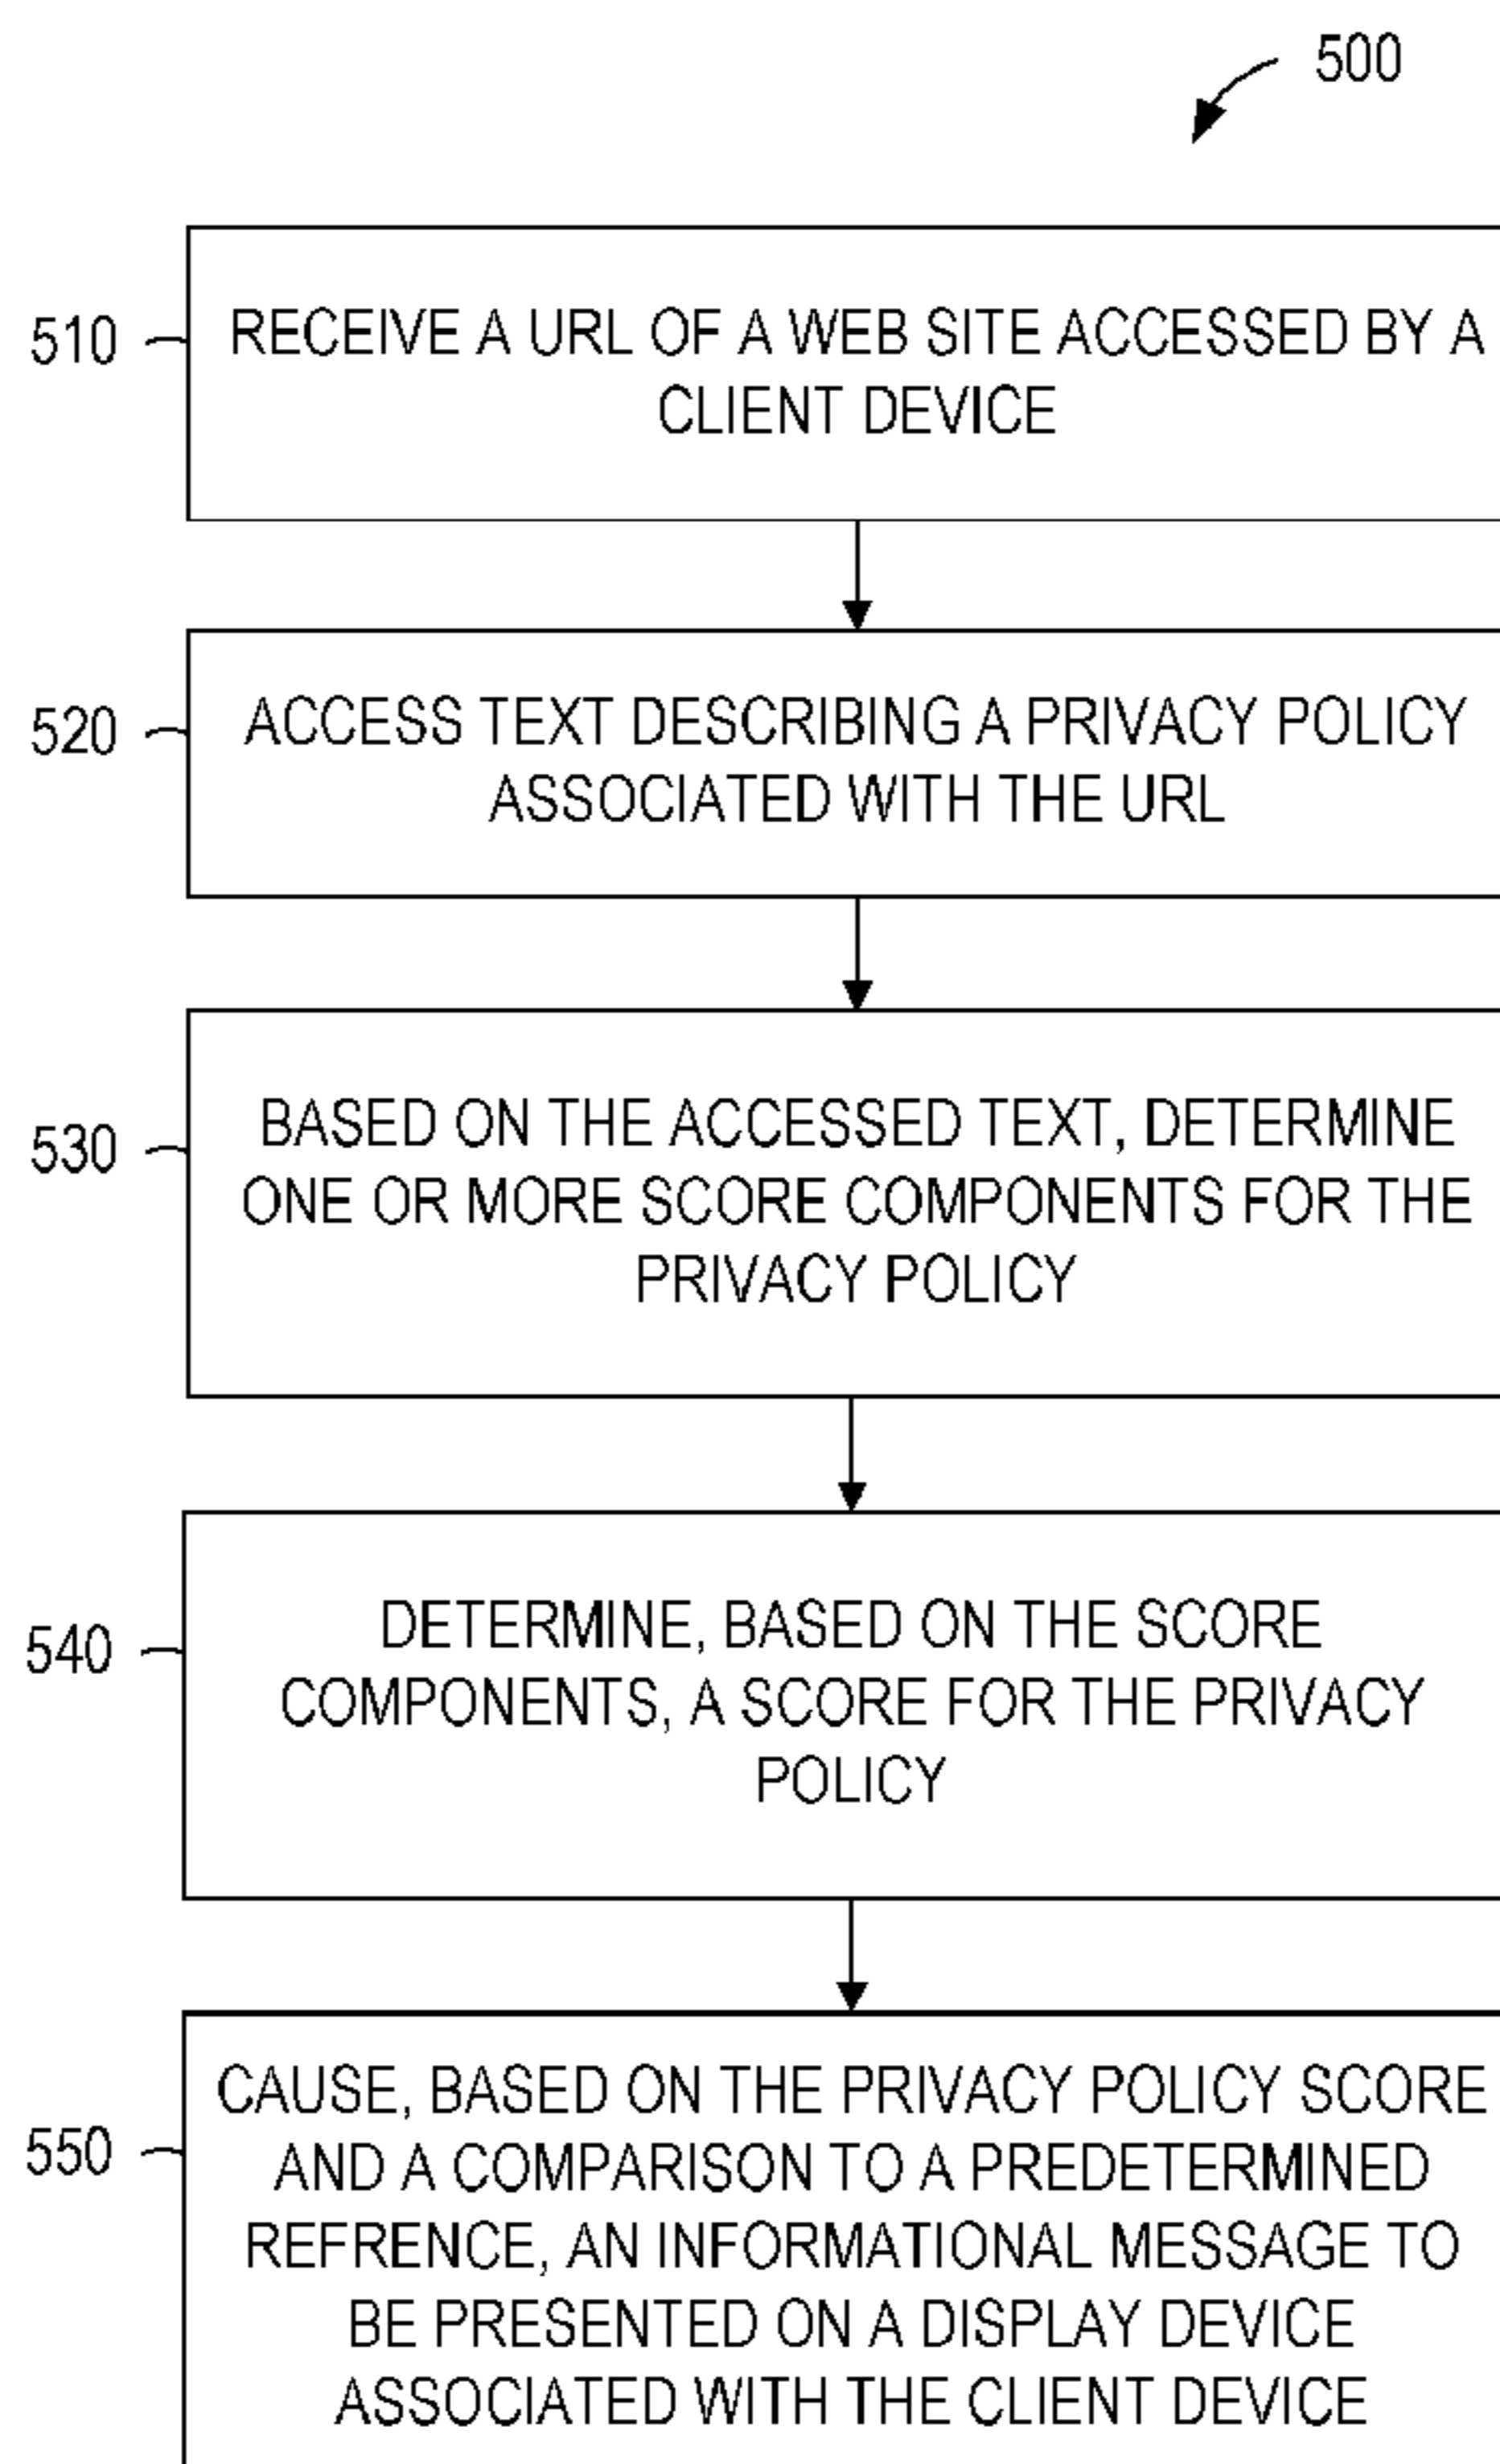 500
510
RECEIVE A URL OF A WEB SITE ACCESSED BY A
CLIENT DEVICE
520
ACCESS TEXT DESCRIBING A PRIVACY POLICY
ASSOCIATED WITH THE URL
530
BASED ON THE ACCESSED TEXT, DETERMINE
ONE OR MORE SCORE COMPONENTS FOR THE
PRIVACY POLICY
540
DETERMINE, BASED ON THE SCORE
COMPONENTS, A SCORE FOR THE PRIVACY
POLICY
550
CAUSE, BASED ON THE PRIVACY POLICY SCORE
AND A COMPARISON TO A PREDETERMINED
REFRENCE, AN INFORMATIONAL MESSAGE TO
BE PRESENTED ON A DISPLAY DEVICE
ASSOCIATED WITH THE CLIENT DEVICE